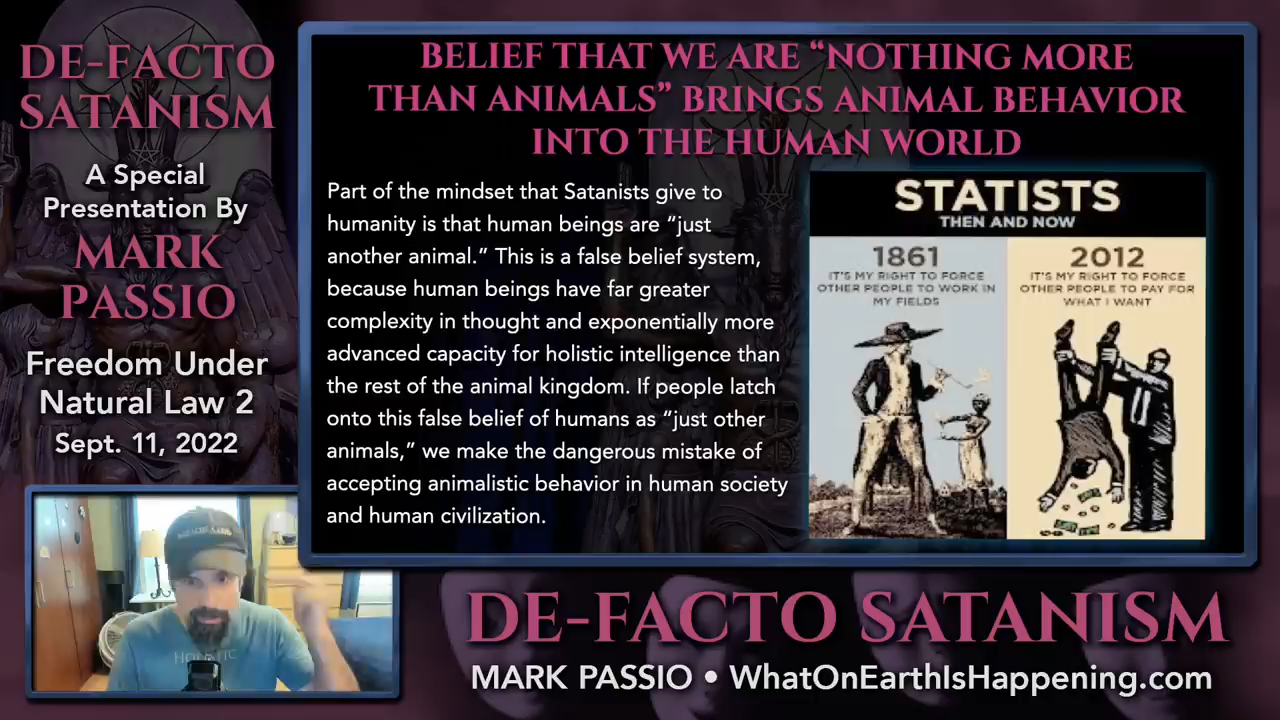 DE-FACTO
SATANISM
A Special
Presentation By
MARK
PASSIO
Freedom Under
Natural Law 2
Sept. 11, 2022
BELIEF THAT WE ARE “NOTHING MORE
THAN ANIMALS” BRINGS ANIMAL BEHAVIOR
INTO THE HUMAN WORLD
Part of the mindset that Satanists give to
humanity is that human beings are “just
another animal.” This is a false belief system,
because human beings have far greater
complexity in thought and exponentially more
advanced capacity for holistic intelligence than
the rest of the animal kingdom. If people latch
onto this false belief of humans as “just other
animals,” we make the dangerous mistake of
accepting animalistic behavior in human society
and human civilization.
STATISTS
THEN AND NOW
1861
IT'S MY RIGHT TO FORCE
OTHER PEOPLE TO WORK IN
MY FIELDS
2012
IT'S MY RIGHT TO FORCE
OTHER PEOPLE TO PAY FOR
WHAT I WANT
HOLISTIC
DE-FACTO SATANISM
MARK PASSIO • WhatOnEarthIsHappening.com